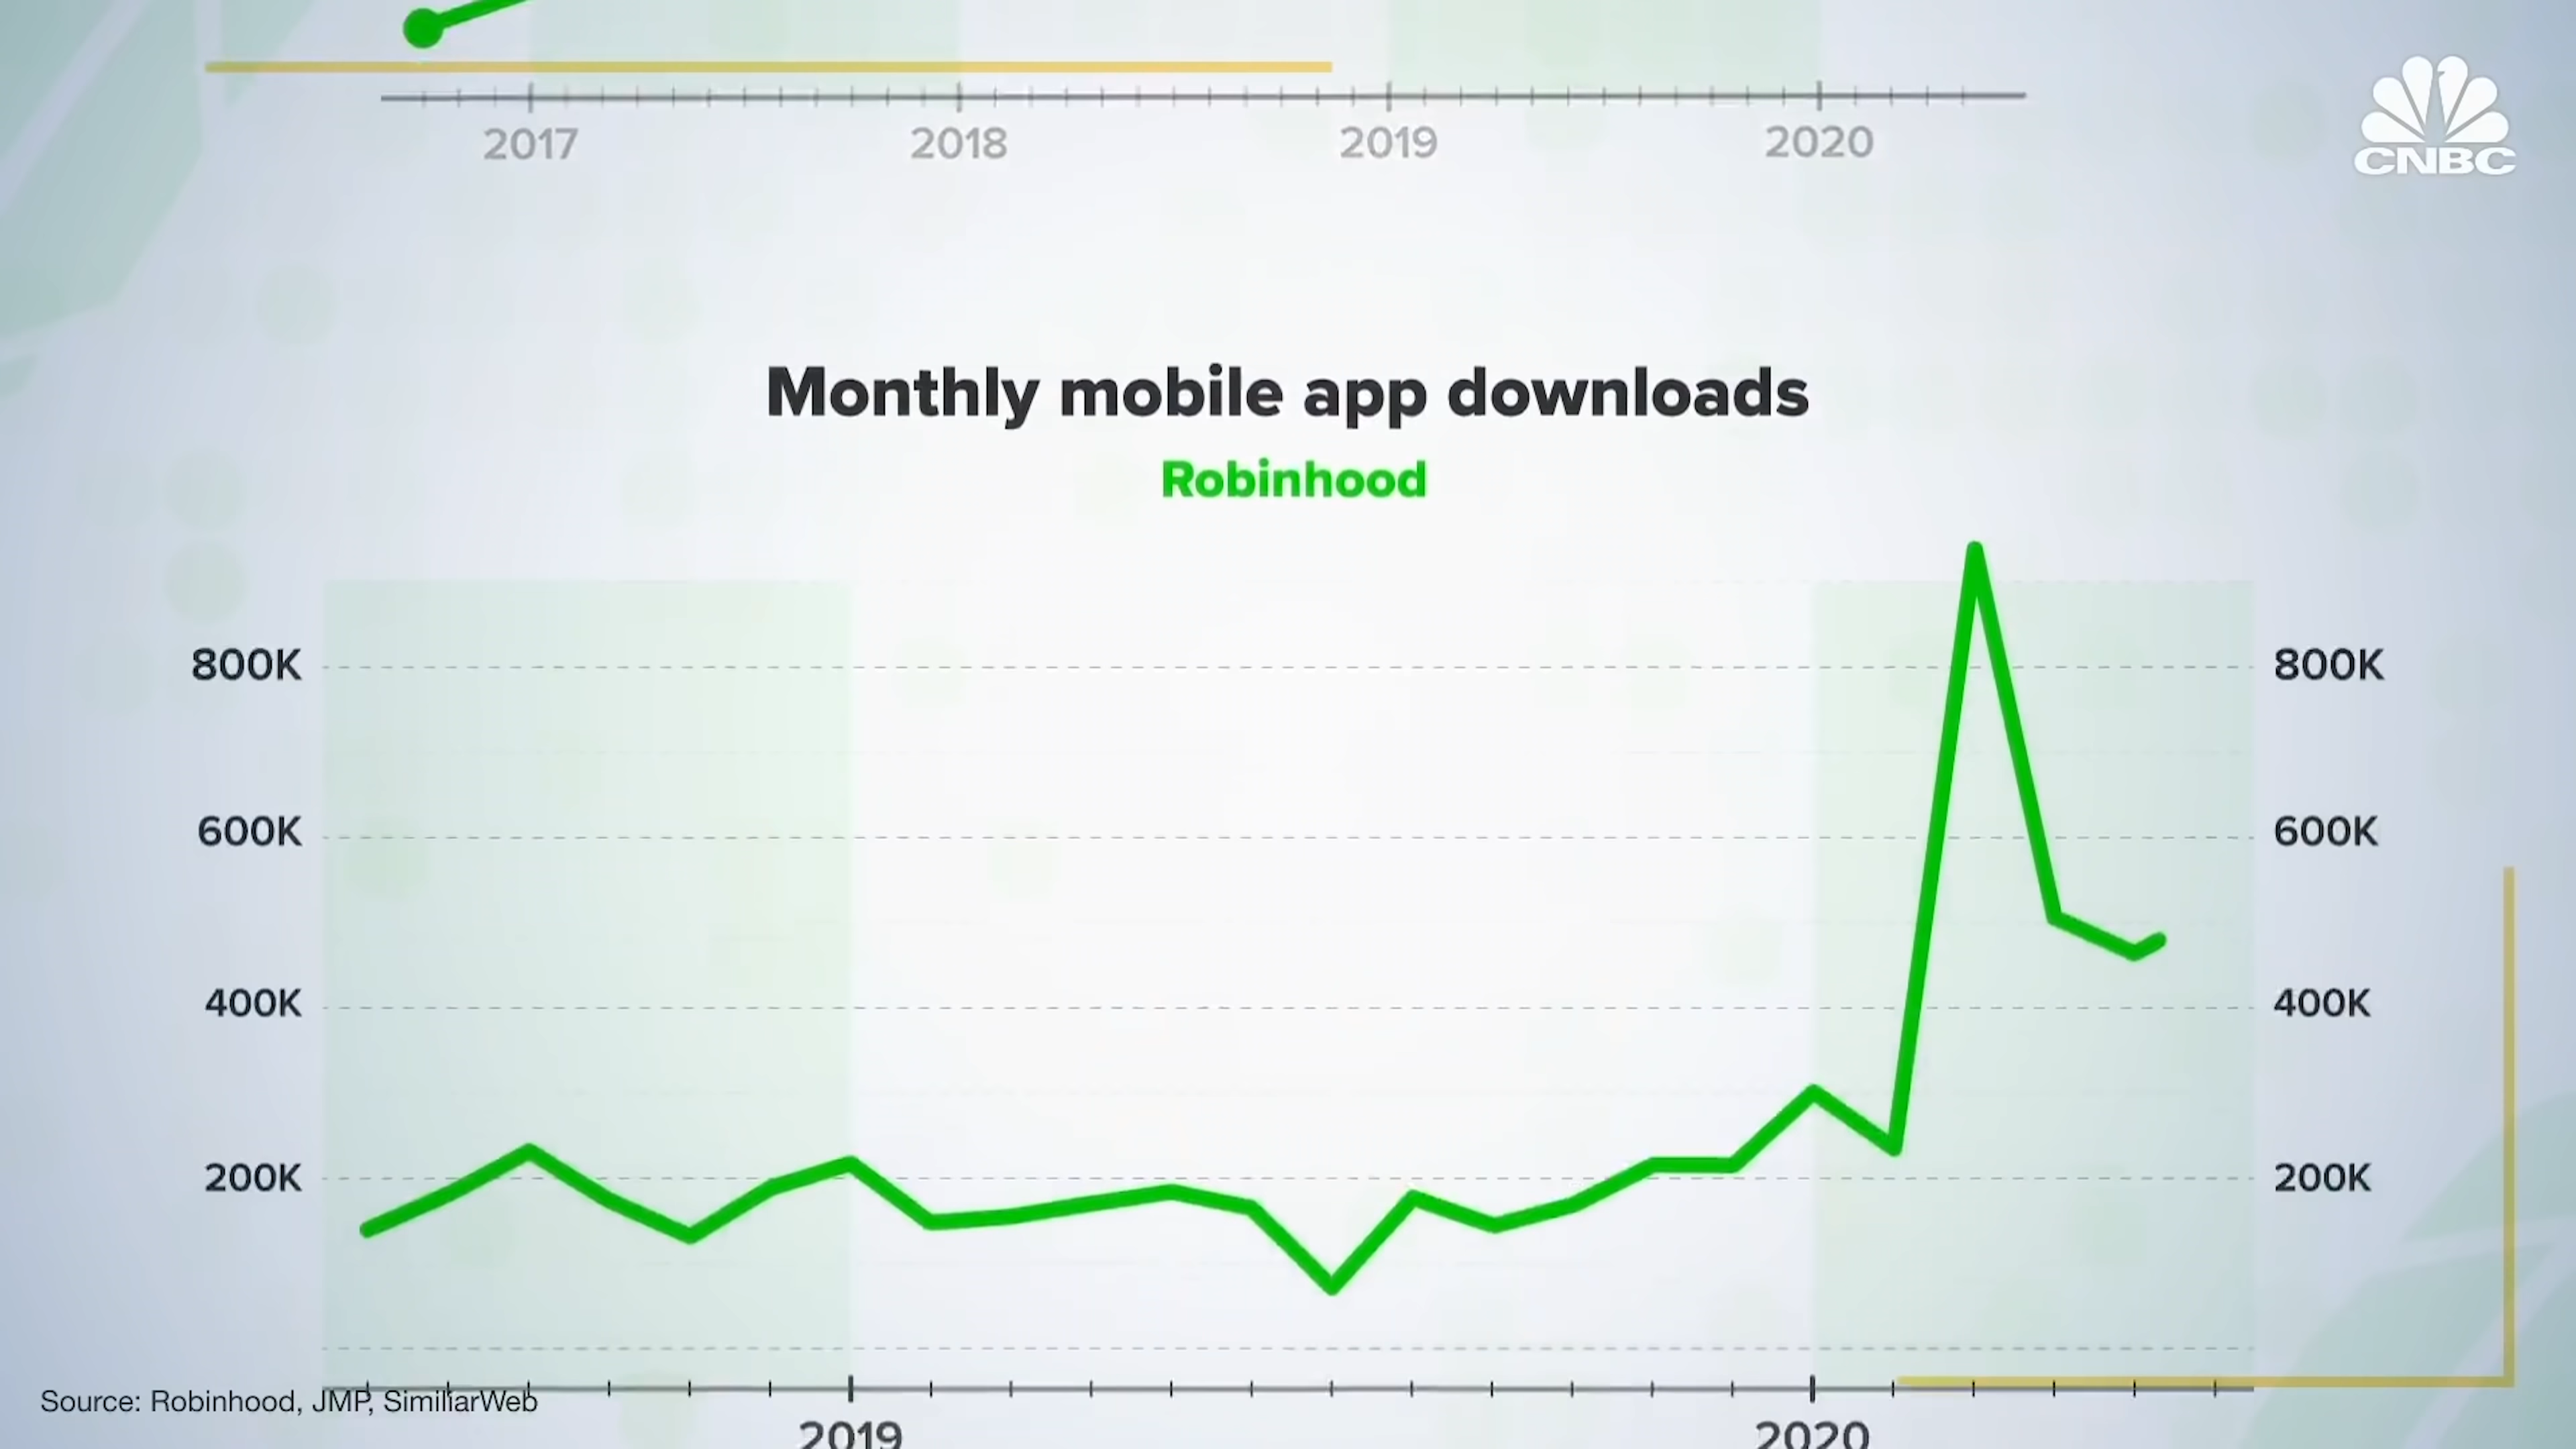 2017 2018 2019 2020
CNBC
Monthly mobile app downloads
Robinhood
800K 800K
600K 600K
400K 400K
200K 200K
Source: Robinhood, JMP, SimiliarWeb
2019 2020